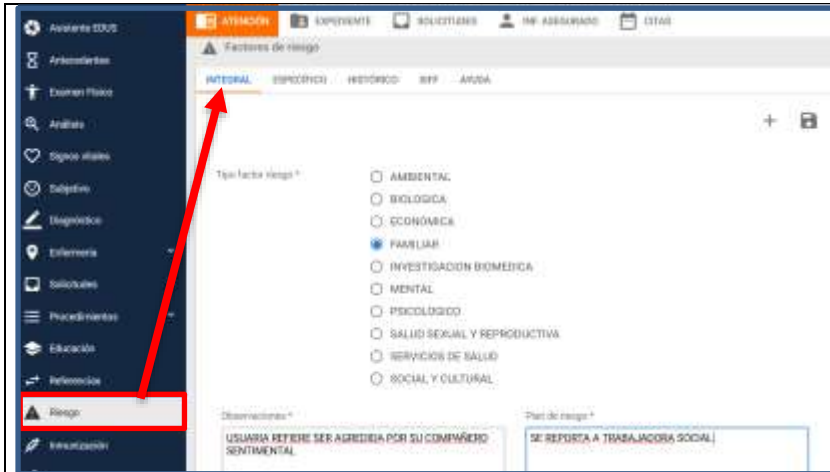 ATENCIÓN EXPEDIENTE SOLICITUDES INF ASEGURADO CITAS
Asistente EDUS
Factores de riesgo
Antecedentes
INTEGRAL ESPECÍFICO HISTÓRICO RIFF AYUDA
Examen Físico
Análisis
Signos vitales
Tipo factor riesgo *
AMBIENTAL
BIOLOGICA
Subjetivo
ECONÓMICA
Diagnóstico
FAMILIAR
Enfermería
INVESTIGACION BIOMEDICA
Solicitudes
MENTAL
PSICOLÓGICO
Procedimientos
SALUD SEXUAL Y REPRODUCTIVA
Educación
SERVICIOS DE SALUD
Referencias
SOCIAL Y CULTURAL
Riesgo
Observaciones *
Plan de riesgo *
USUARIA REFIERE SER AGREDIDA POR SU COMPAÑERO
SENTIMENTAL
SE REPORTA A TRABAJADORA SOCIAL
Inmunización